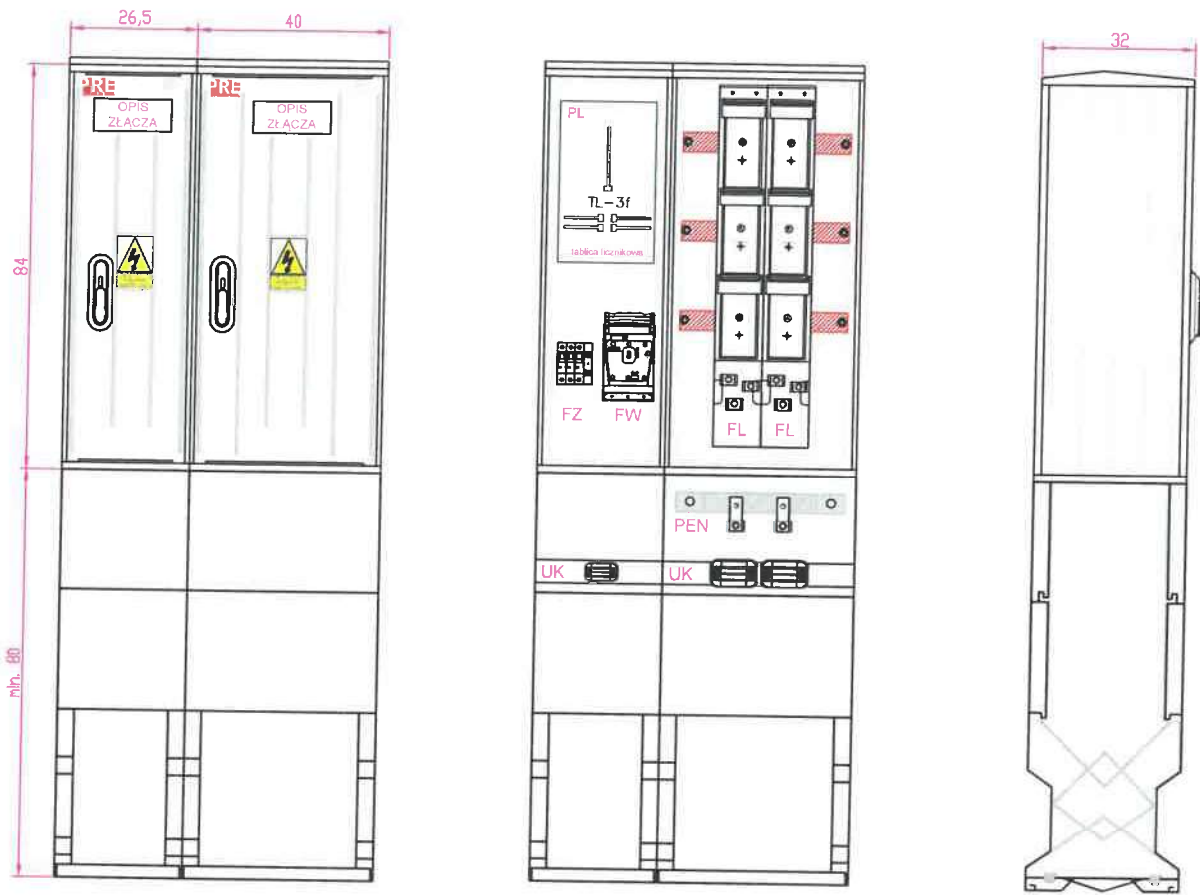 26,5
40
32
84
min. 80
PRE
OPIS
ZŁĄCZA
PRE
OPIS
ZŁĄCZA
PL
TL-3f
tablica licznikowa
FZ
FW
FL
FL
PEN
UK
UK